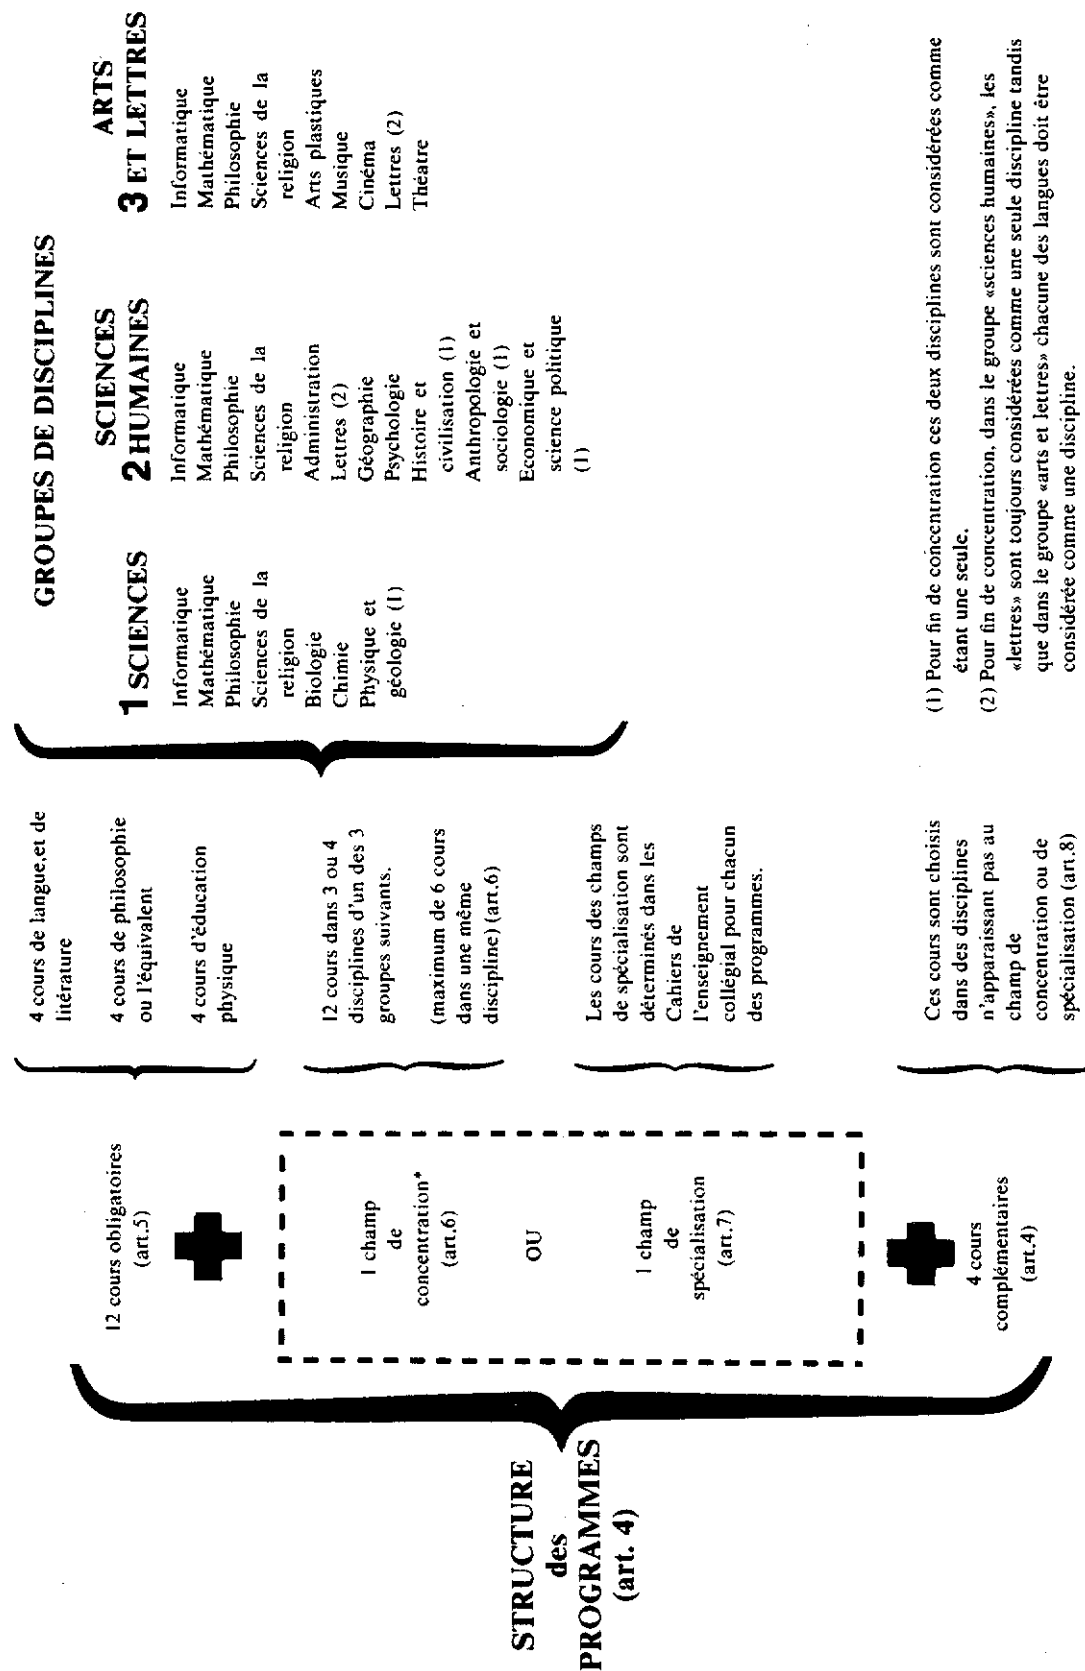 STRUCTURE
des
PROGRAMMES
(art. 4)
12 cours obligatoires
(art.5)
1 champ
de
concentration*
(art.6)
OU
1 champ
de
spécialisation
(art.7)
4 cours
complémentaires
(art.4)
4 cours de langue,et de
litérature
4 cours de philosophie
ou l'équivalent
4 cours d'éducation
physique
12 cours dans 3 ou 4
disciplines d'un des 3
groupes suivants.
(maximum de 6 cours
dans une même
discipline) (art.6)
Les cours des champs
de spécialisation sont
déterminés dans les
Cahiers de
l'enseignement
collégial pour chacun
des programmes.
Ces cours sont choisis
dans des disciplines
n'apparaissant pas au
champ de
concentration ou de
spécialisation (art.8)
GROUPES DE DISCIPLINES
1 SCIENCES
Informatique
Mathématique
Philosophie
Sciences de la
religion
Biologie
Chimie
Physique et
géologie (1)
SCIENCES
2 HUMAINES
Informatique
Mathématique
Philosophie
Sciences de la
religion
Administration
Lettres (2)
Géographie
Psychologie
Histoire et
civilisation (1)
Anthropologie et
sociologie (1)
Economique et
science politique
(1)
ARTS
3 ET LETTRES
Informatique
Mathématique
Philosophie
Sciences de la
religion
Arts plastiques
Musique
Cinéma
Lettres (2)
Théatre
(1) Pour fin de concentration ces deux disciplines sont considérées comme
étant une seule.
(2) Pour fin de concentration, dans le groupe «sciences humaines», les
«lettres» sont toujours considérées comme une seule discipline tandis
que dans le groupe «arts et lettres» chacune des langues doit être
considérée comme une discipline.